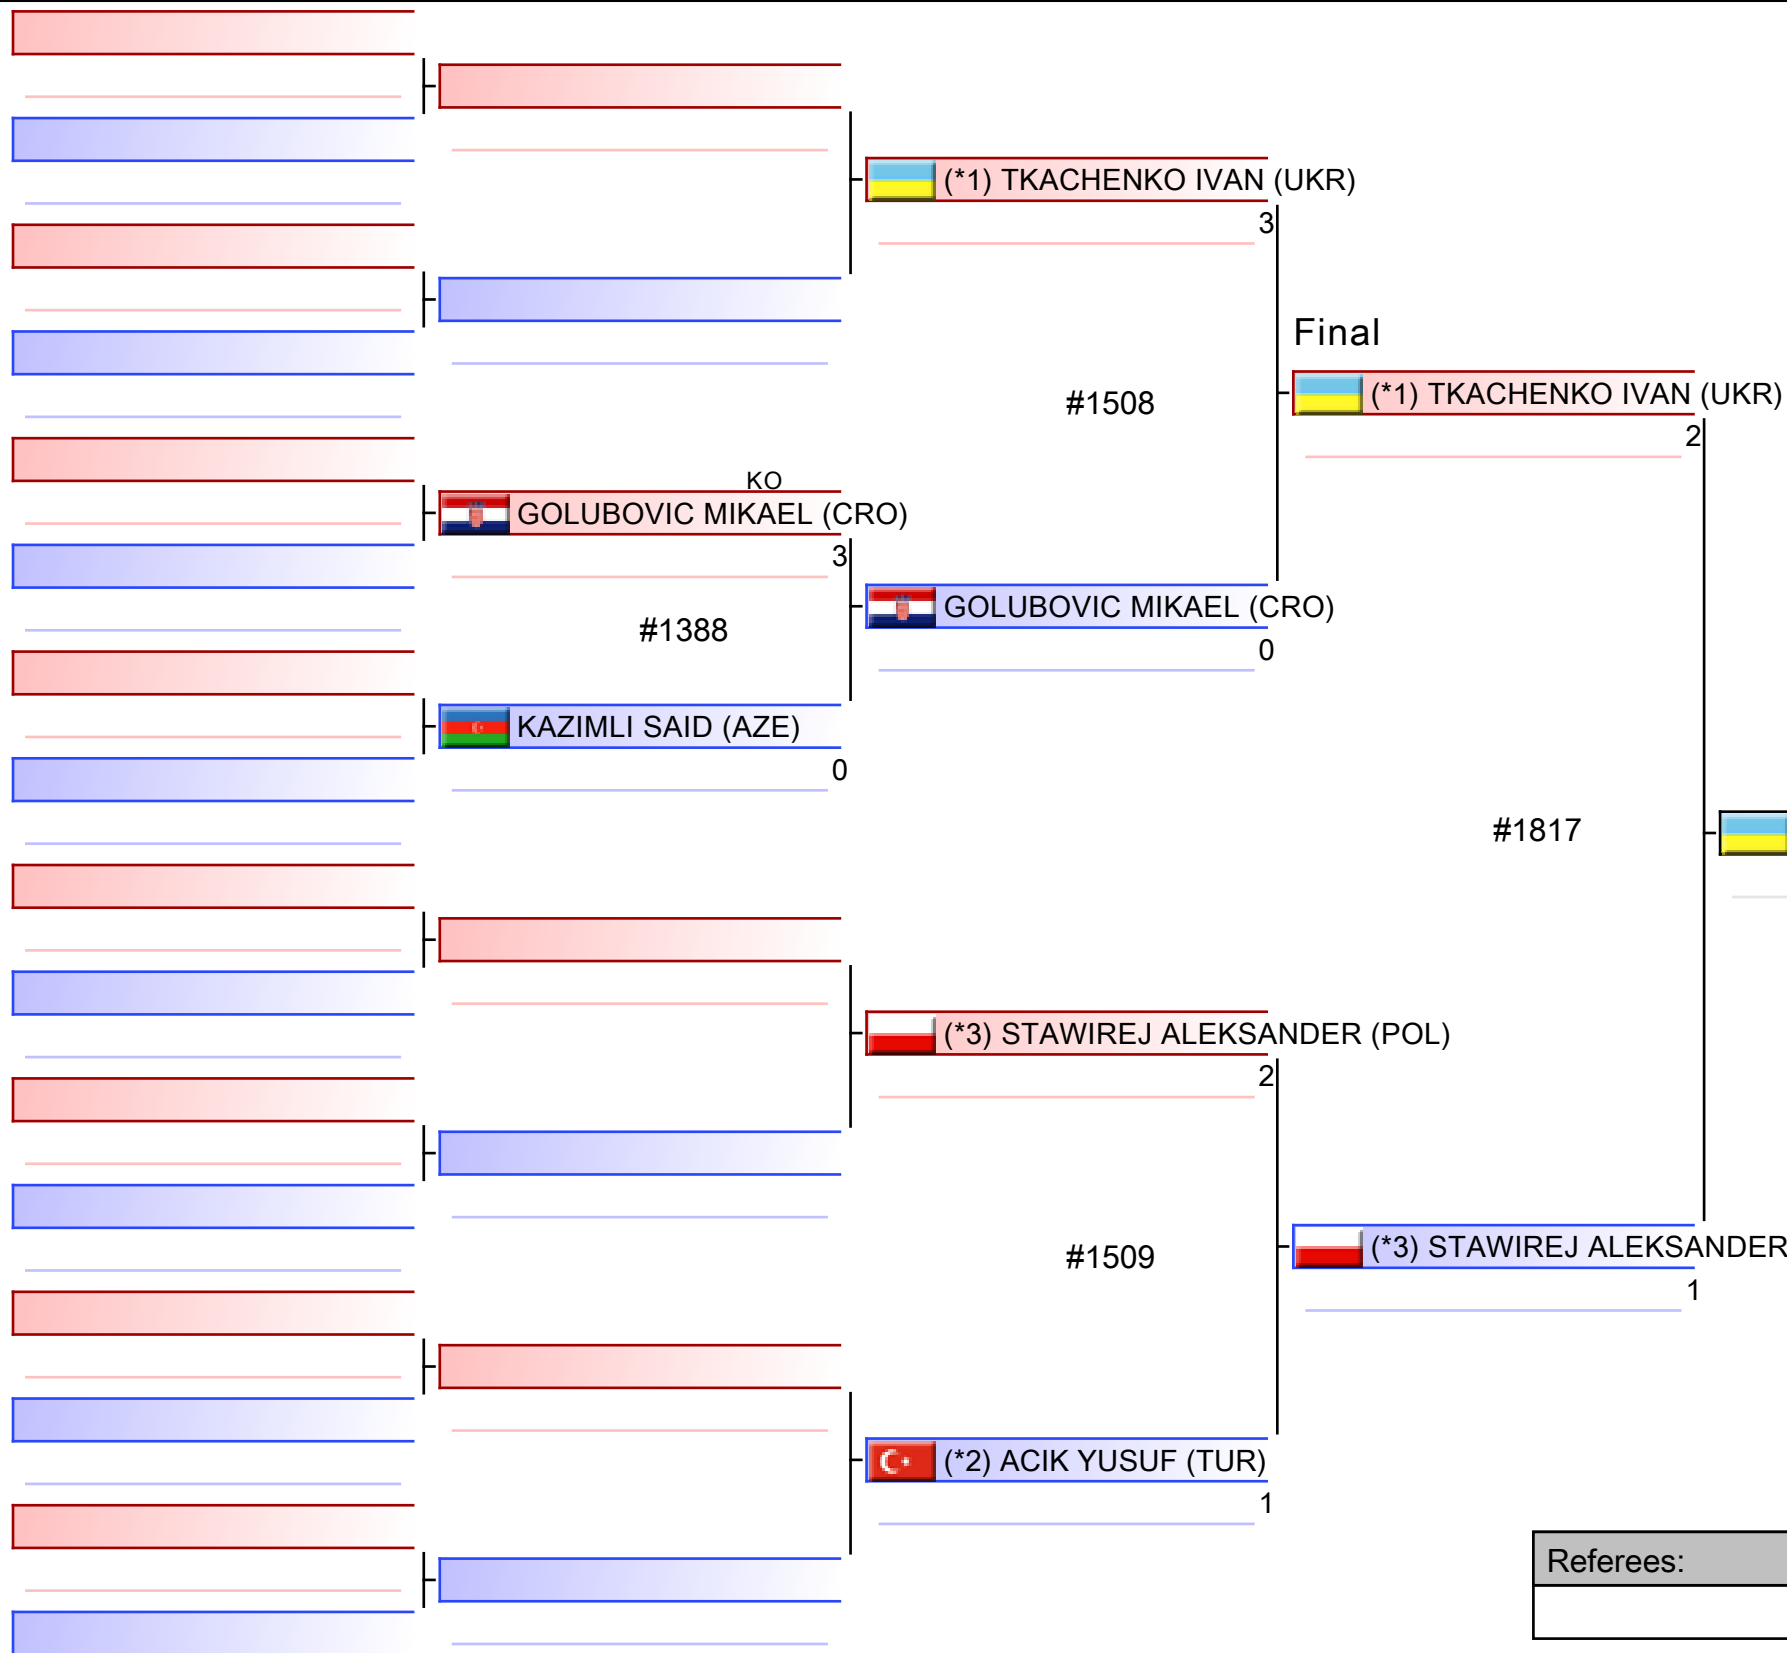 (*1) TKACHENKO IVAN (UKR)
3
Final
#1508
(*1) TKACHENKO IVAN (UKR)
2
KO
GOLUBOVIC MIKAEL (CRO)
3
#1388
GOLUBOVIC MIKAEL (CRO)
0
KAZIMLI SAID (AZE)
0
#1817
(*3) STAWIREJ ALEKSANDER (POL)
2
#1509
(*3) STAWIREJ ALEKSANDER
1
(*2) ACIK YUSUF (TUR)
1
Referees: